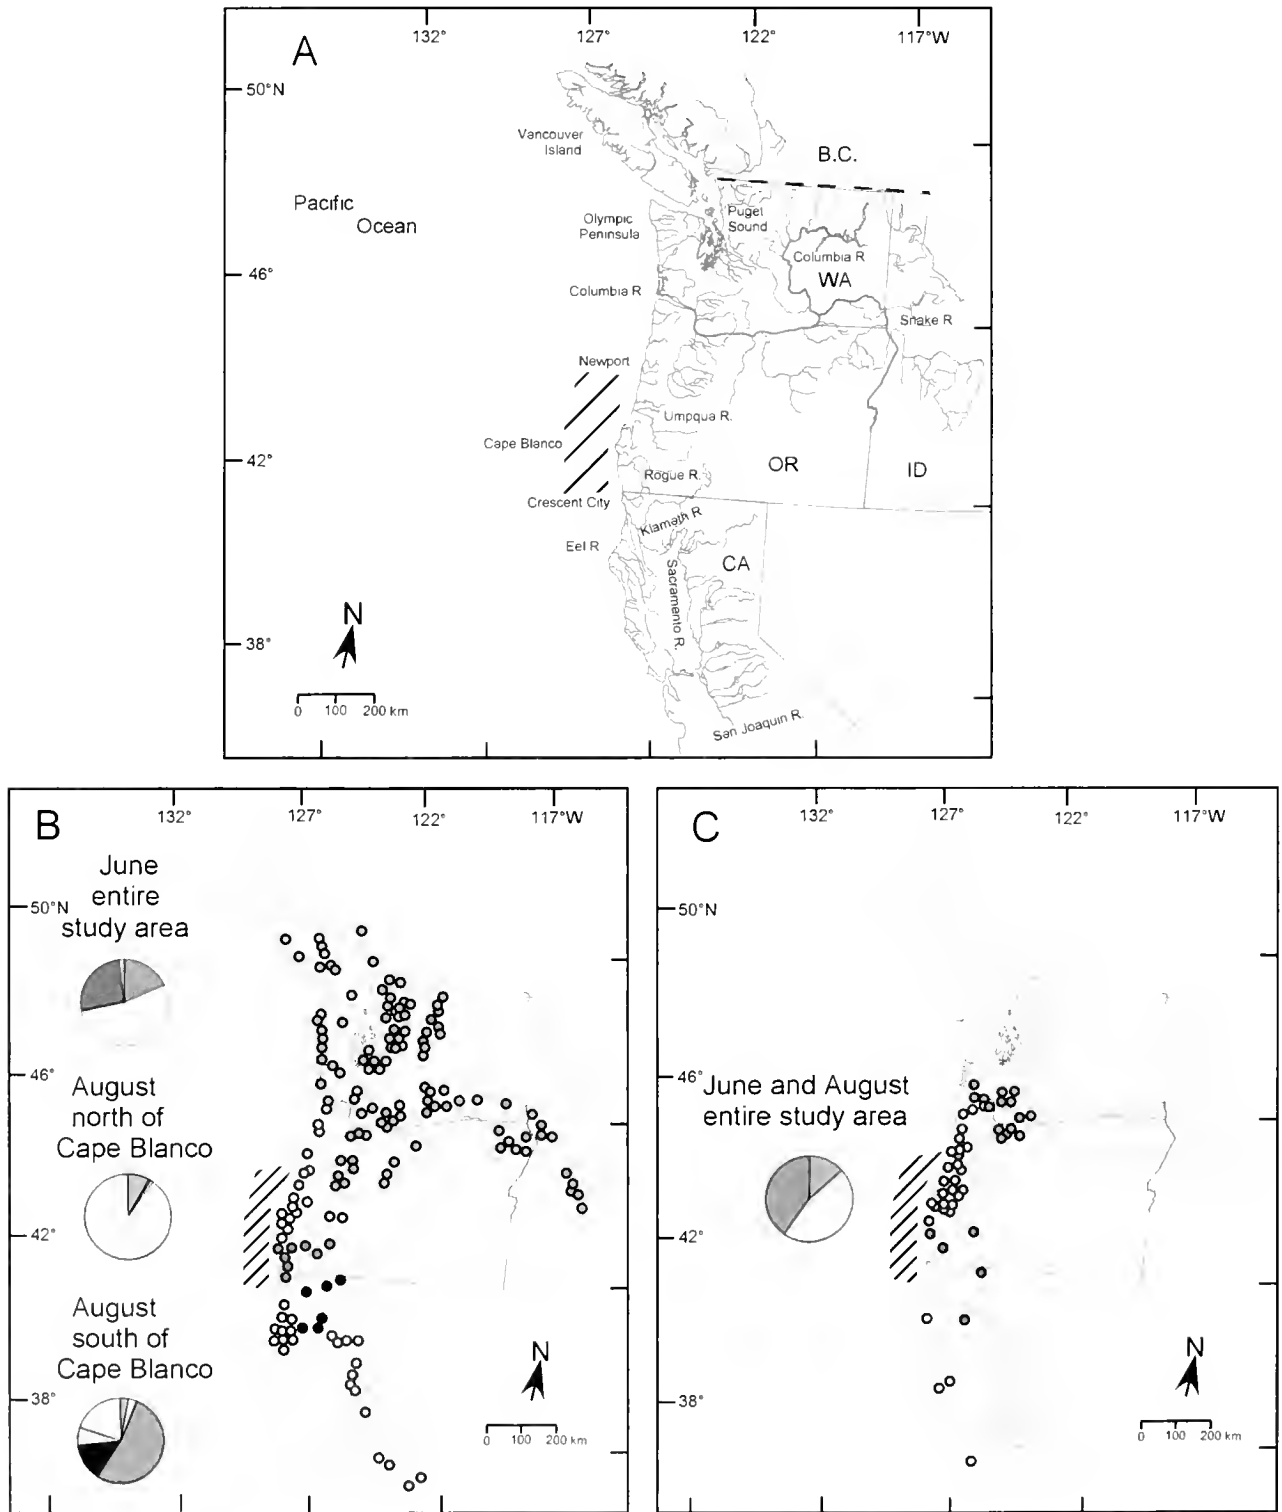 A
132°
127°
122°
117°W
50°N
Vancouver
Island
B.C.
Pacific
Ocean
Olympic
Peninsula
Puget
Sound
Columbia R
WA
46°
Columbia R
Snake R
Newport
Umpqua R.
Cape Blanco
42°
OR
ID
Rogue R.
Crescent City
Klamath R
Eel R
CA
Sacramento R.
N
38°
0 100 200 km
San Joaquin R.
B
132°
127°
122°
117°W
June
entire
study area
50°N
46°
August
north of
Cape Blanco
42°
August
south of
Cape Blanco
38°
N
0 100 200 km
C
132°
127°
122°
117°W
50°N
46°
June and August
entire study area
42°
38°
N
0 100 200 km